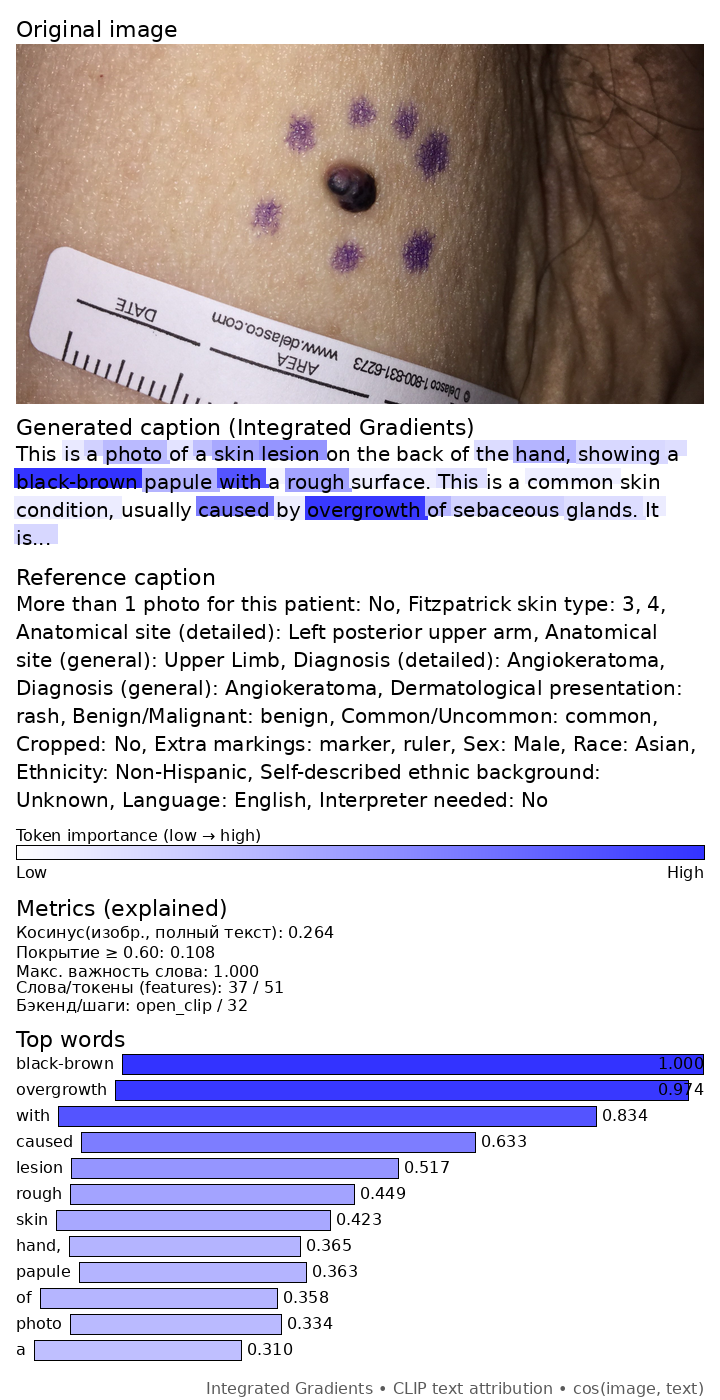 Original image
DATE
AREA
www.delasco.com
© Delasco 1-800-831-6273
Generated caption (Integrated Gradients)
This is a photo of a skin lesion on the back of the hand, showing a
black-brown papule with a rough surface. This is a common skin
condition, usually caused by overgrowth of sebaceous glands. It
is...
Reference caption
More than 1 photo for this patient: No, Fitzpatrick skin type: 3, 4,
Anatomical site (detailed): Left posterior upper arm, Anatomical
site (general): Upper Limb, Diagnosis (detailed): Angiokeratoma,
Diagnosis (general): Angiokeratoma, Dermatological presentation:
rash, Benign/Malignant: benign, Common/Uncommon: common,
Cropped: No, Extra markings: marker, ruler, Sex: Male, Race: Asian,
Ethnicity: Non-Hispanic, Self-described ethnic background:
Unknown, Language: English, Interpreter needed: No
Token importance (low → high)
Low High
Metrics (explained)
Косинус(изобр., полный текст): 0.264
Покрытие ≥ 0.60: 0.108
Макс. важность слова: 1.000
Слова/токены (features): 37 / 51
Бэкенд/шаги: open_clip / 32
Top words
black-brown 1.000
overgrowth 0.974
with 0.834
caused 0.633
lesion 0.517
rough 0.449
skin 0.423
hand, 0.365
papule 0.363
of 0.358
photo 0.334
a 0.310
Integrated Gradients • CLIP text attribution • cos(image, text)